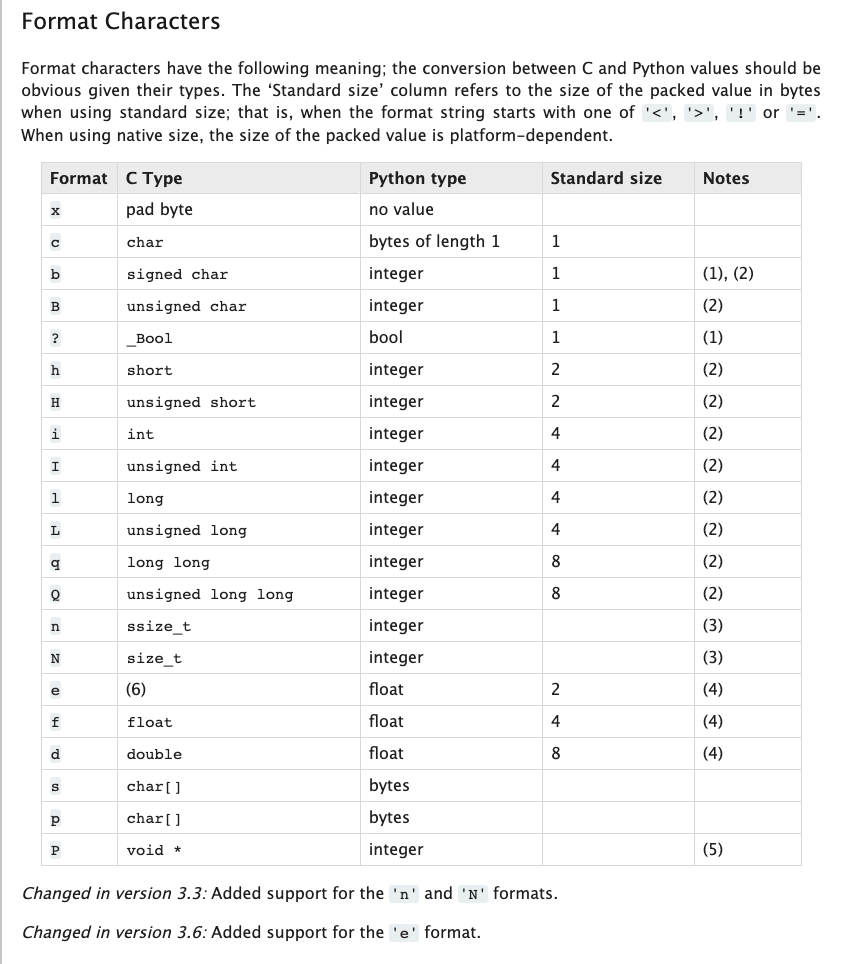 Format Characters
Format characters have the following meaning; the conversion between C and Python values should be
obvious given their types. The ‘Standard size’ column refers to the size of the packed value in bytes
when using standard size; that is, when the format string starts with one of '<', '>', '!' or '='.
When using native size, the size of the packed value is platform-dependent.
Format C Type Python type Standard size Notes
x pad byte no value
c char bytes of length 1 1
b signed char integer 1 (1), (2)
B unsigned char integer 1 (2)
? _Bool bool 1 (1)
h short integer 2 (2)
H unsigned short integer 2 (2)
i int integer 4 (2)
I unsigned int integer 4 (2)
l long integer 4 (2)
L unsigned long integer 4 (2)
q long long integer 8 (2)
Q unsigned long long integer 8 (2)
n ssize_t integer (3)
N size_t integer (3)
e (6) float 2 (4)
f float float 4 (4)
d double float 8 (4)
s char[] bytes
p char[] bytes
P void * integer (5)
Changed in version 3.3: Added support for the 'n' and 'N' formats.
Changed in version 3.6: Added support for the 'e' format.